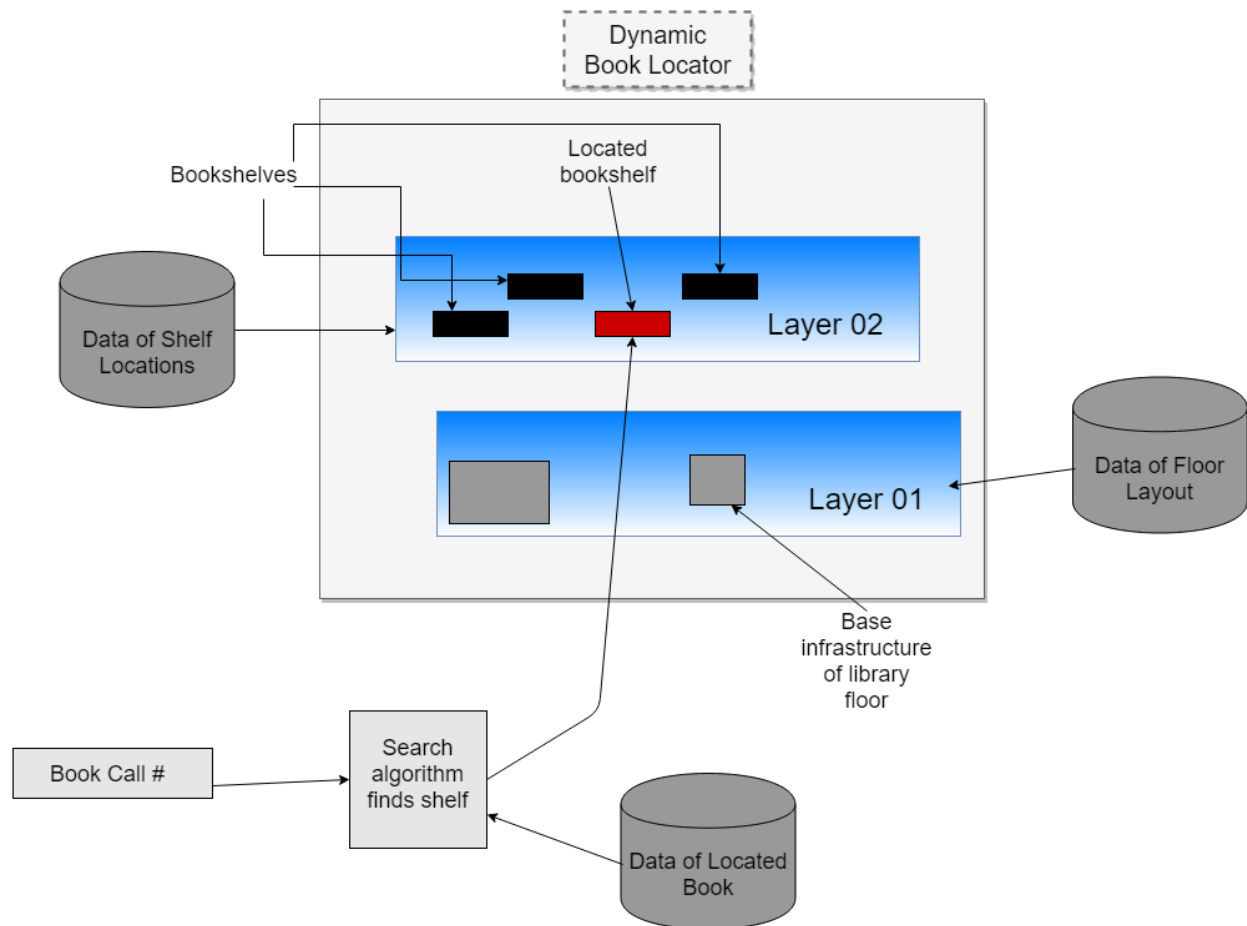 Dynamic
Book Locator
Bookshelves
Located
bookshelf
Data of Shelf
Locations
Layer 02
Data of Floor
Layout
Layer 01
Base
infrastructure
of library
floor
Book Call #
Search
algorithm
finds shelf
Data of Located
Book